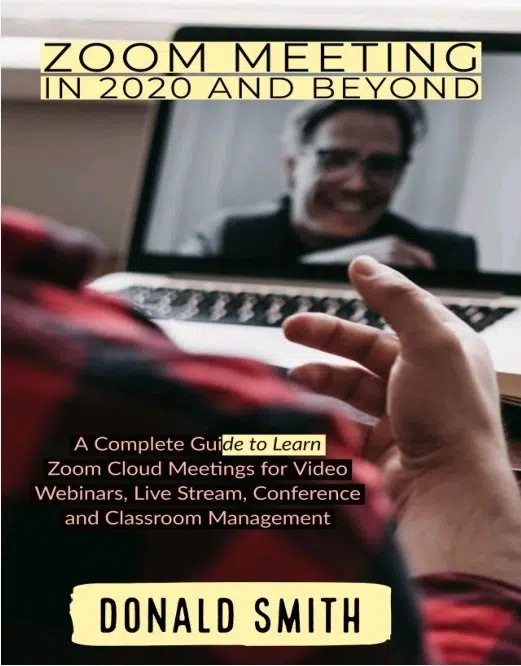 ZOOM MEETING
IN 2020 AND BEYOND
A Complete Guide to Learn
Zoom Cloud Meetings for Video
Webinars, Live Stream, Conference
and Classroom Management
DONALD SMITH